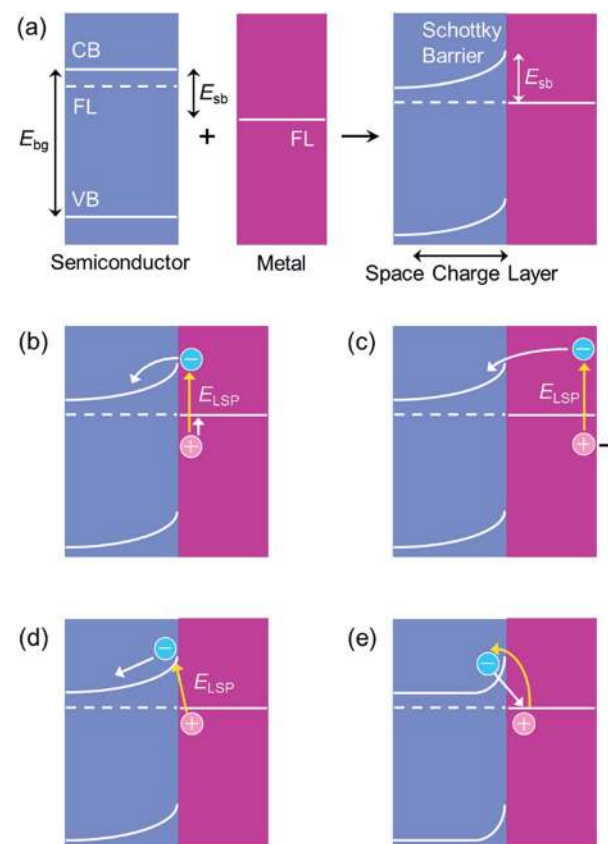 (a)
CB
FL
E_bg
VB
Semiconductor
E_sb
+
FL
Metal
Schottky
Barrier
E_sb
Space Charge Layer
(b)
−
E_LSP
+
(c)
−
E_LSP
+
(d)
−
E_LSP
+
(e)
−
+